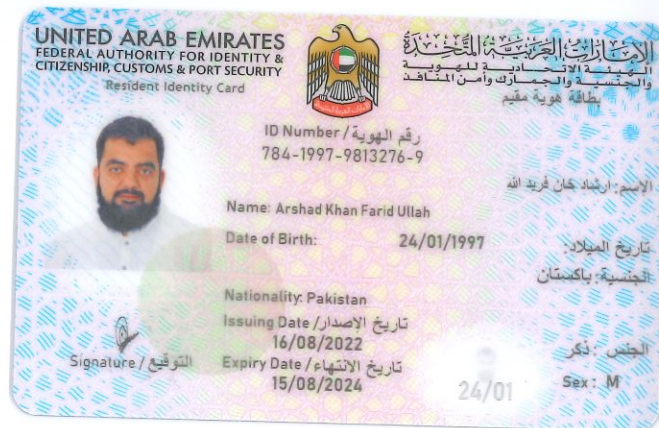 UNITED ARAB EMIRATES
FEDERAL AUTHORITY FOR IDENTITY &
CITIZENSHIP, CUSTOMS & PORT SECURITY
Resident Identity Card
الإمارات العربية المتحدة
الهيئة الاتحادية للهوية
والجنسية والجمارك وأمن المنافذ
بطاقة هوية مقيم
ID Number / رقم الهوية
784-1997-9813276-9
الإسم: ارشاد خان فريد الله
Name: Arshad Khan Farid Ullah
Date of Birth: 24/01/1997 تاريخ الميلاد:
الجنسية: باكستان
Nationality: Pakistan
Issuing Date / تاريخ الاصدار
16/08/2022
Expiry Date / تاريخ الانتهاء
15/08/2024
Signature / التوقيع
الجنس: ذكر
Sex: M
24/01